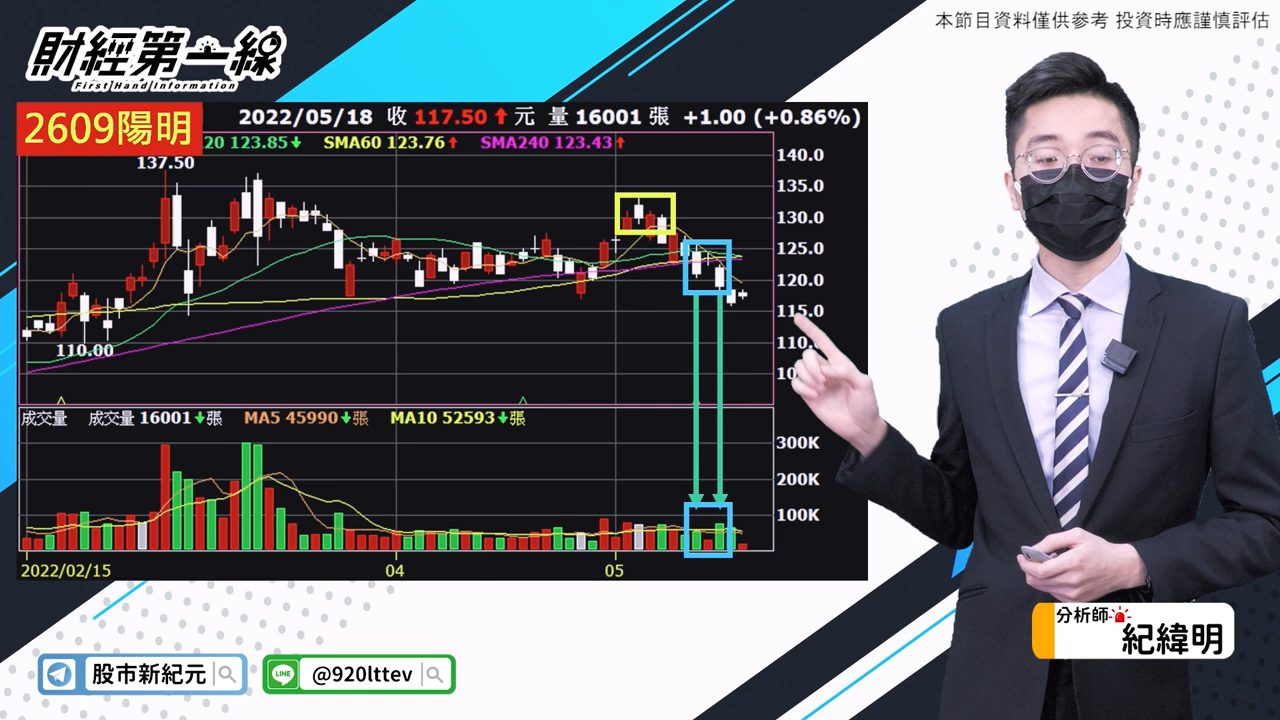 本節目資料僅供參考 投資時應謹慎評估
財經第一線
First Hand Information
2609陽明
2022/05/18 收 117.50 元 量 16001 張 +1.00 (+0.86%)
20 123.85 SMA60 123.76 SMA240 123.43
137.50
110.00
140.0
135.0
130.0
125.0
120.0
115.0
110.
10
成交量 成交量 16001 張 MA5 45990 張 MA10 52593 張
300K
200K
100K
2022/02/15 04 05
分析師
紀緯明
股市新紀元
LINE @920lttev